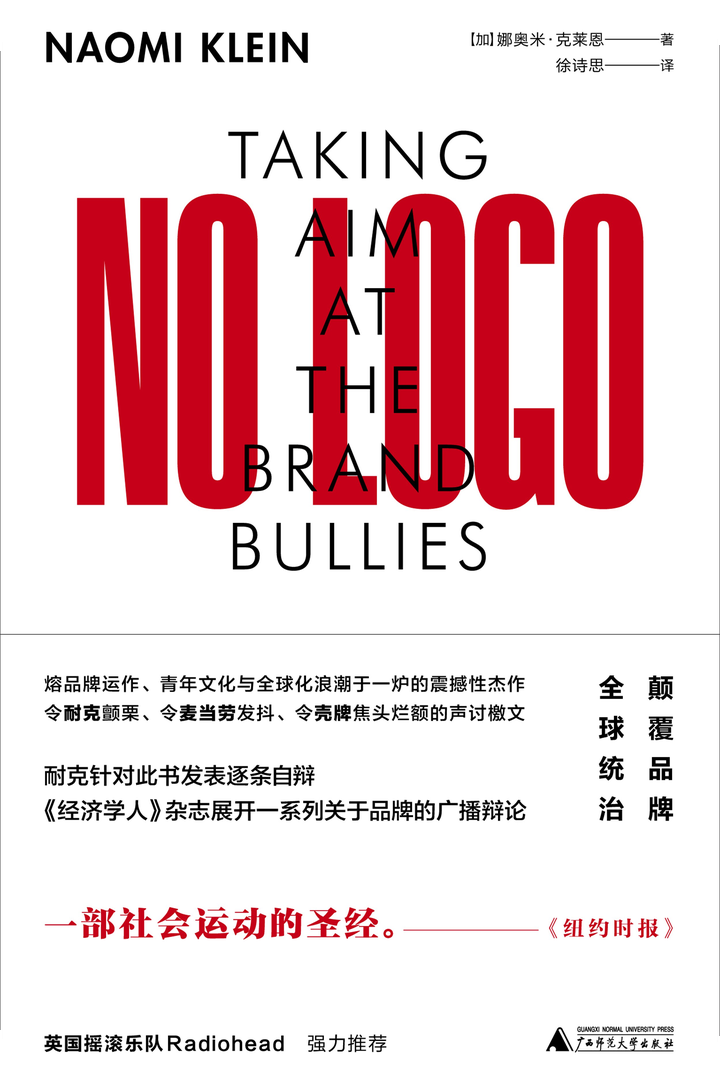 NAOMI KLEIN
【加】娜奥米·克莱恩————著
徐诗思————译
TAKING
NO LOGO
AIM
AT
THE
BRAND
BULLIES
熔品牌运作、青年文化与全球化浪潮于一炉的震撼性杰作
令耐克颤栗、令麦当劳发抖、令壳牌焦头烂额的声讨檄文
耐克针对此书发表逐条自辩
《经济学人》杂志展开一系列关于品牌的广播辩论
颠覆品牌
全球统治
一部社会运动的圣经。————《纽约时报》
英国摇滚乐队Radiohead 强力推荐
GUANGXI NORMAL UNIVERSITY PRESS
广西师范大学出版社